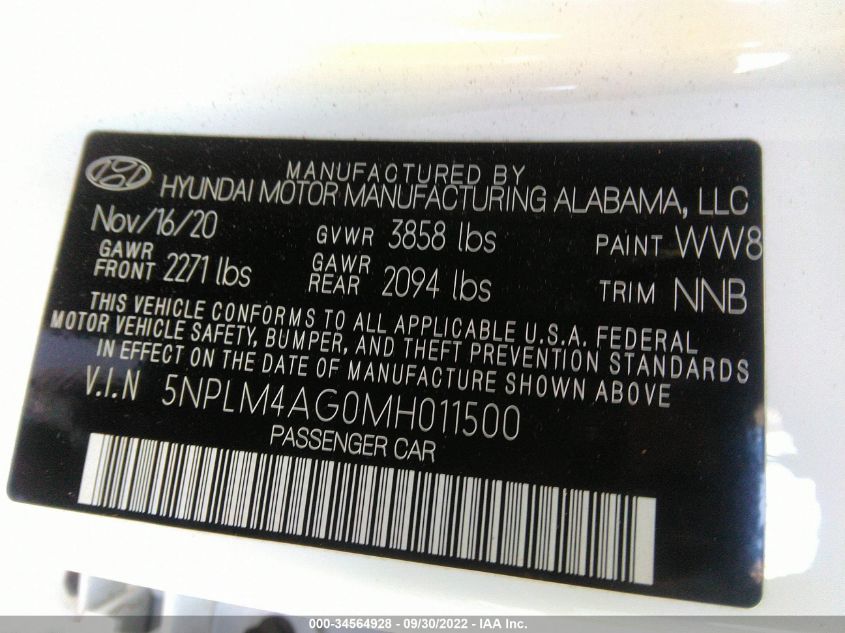 MANUFACTURED BY
HYUNDAI MOTOR MANUFACTURING ALABAMA, LLC
Nov/16/20 GVWR 3858 lbs PAINT WW8
GAWR FRONT 2271 lbs GAWR REAR 2094 lbs TRIM NNB
THIS VEHICLE CONFORMS TO ALL APPLICABLE U.S.A. FEDERAL
MOTOR VEHICLE SAFETY, BUMPER, AND THEFT PREVENTION STANDARDS
IN EFFECT ON THE DATE OF MANUFACTURE SHOWN ABOVE
V.I.N 5NPLM4AG0MH011500
PASSENGER CAR
000-34564928 - 09/30/2022 - IAA Inc.